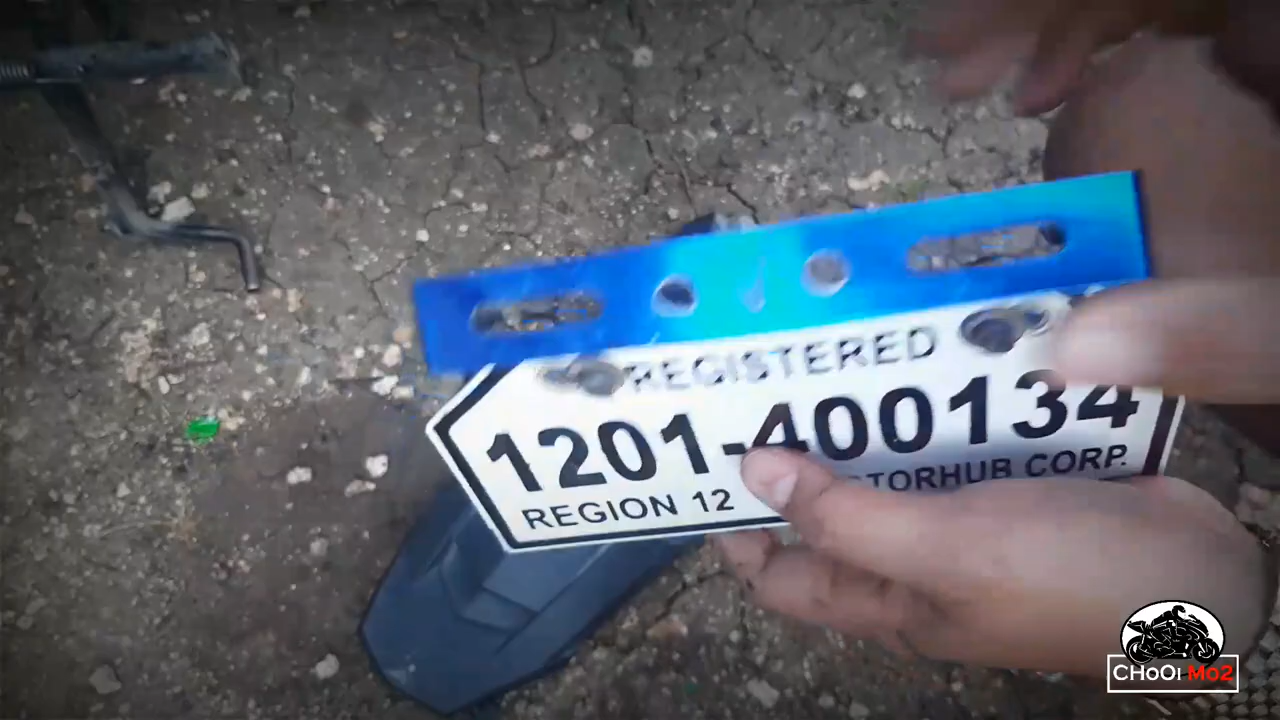 REGISTERED
1201-400134
REGION 12 TORHUB CORP.
CHoOi Mo2